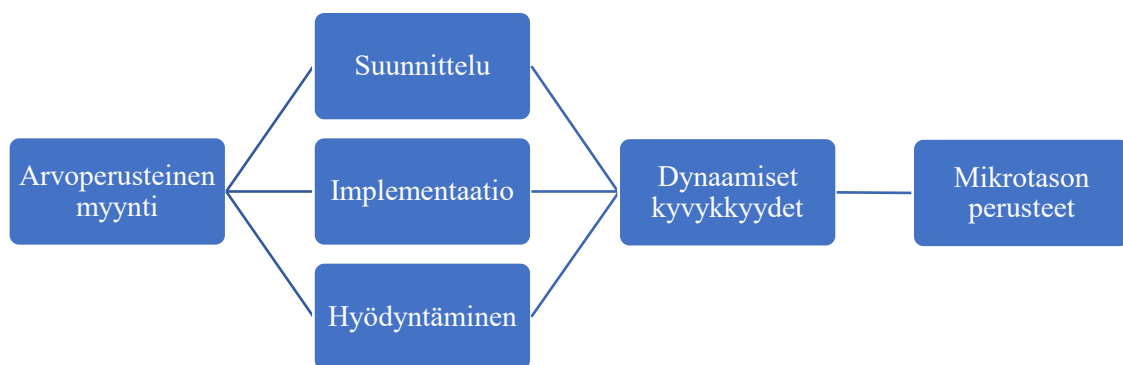 Arvoperusteinen
myynti
Suunnittelu
Implementaatio
Hyödyntäminen
Dynaamiset
kyvykkyydet
Mikrotason
perusteet